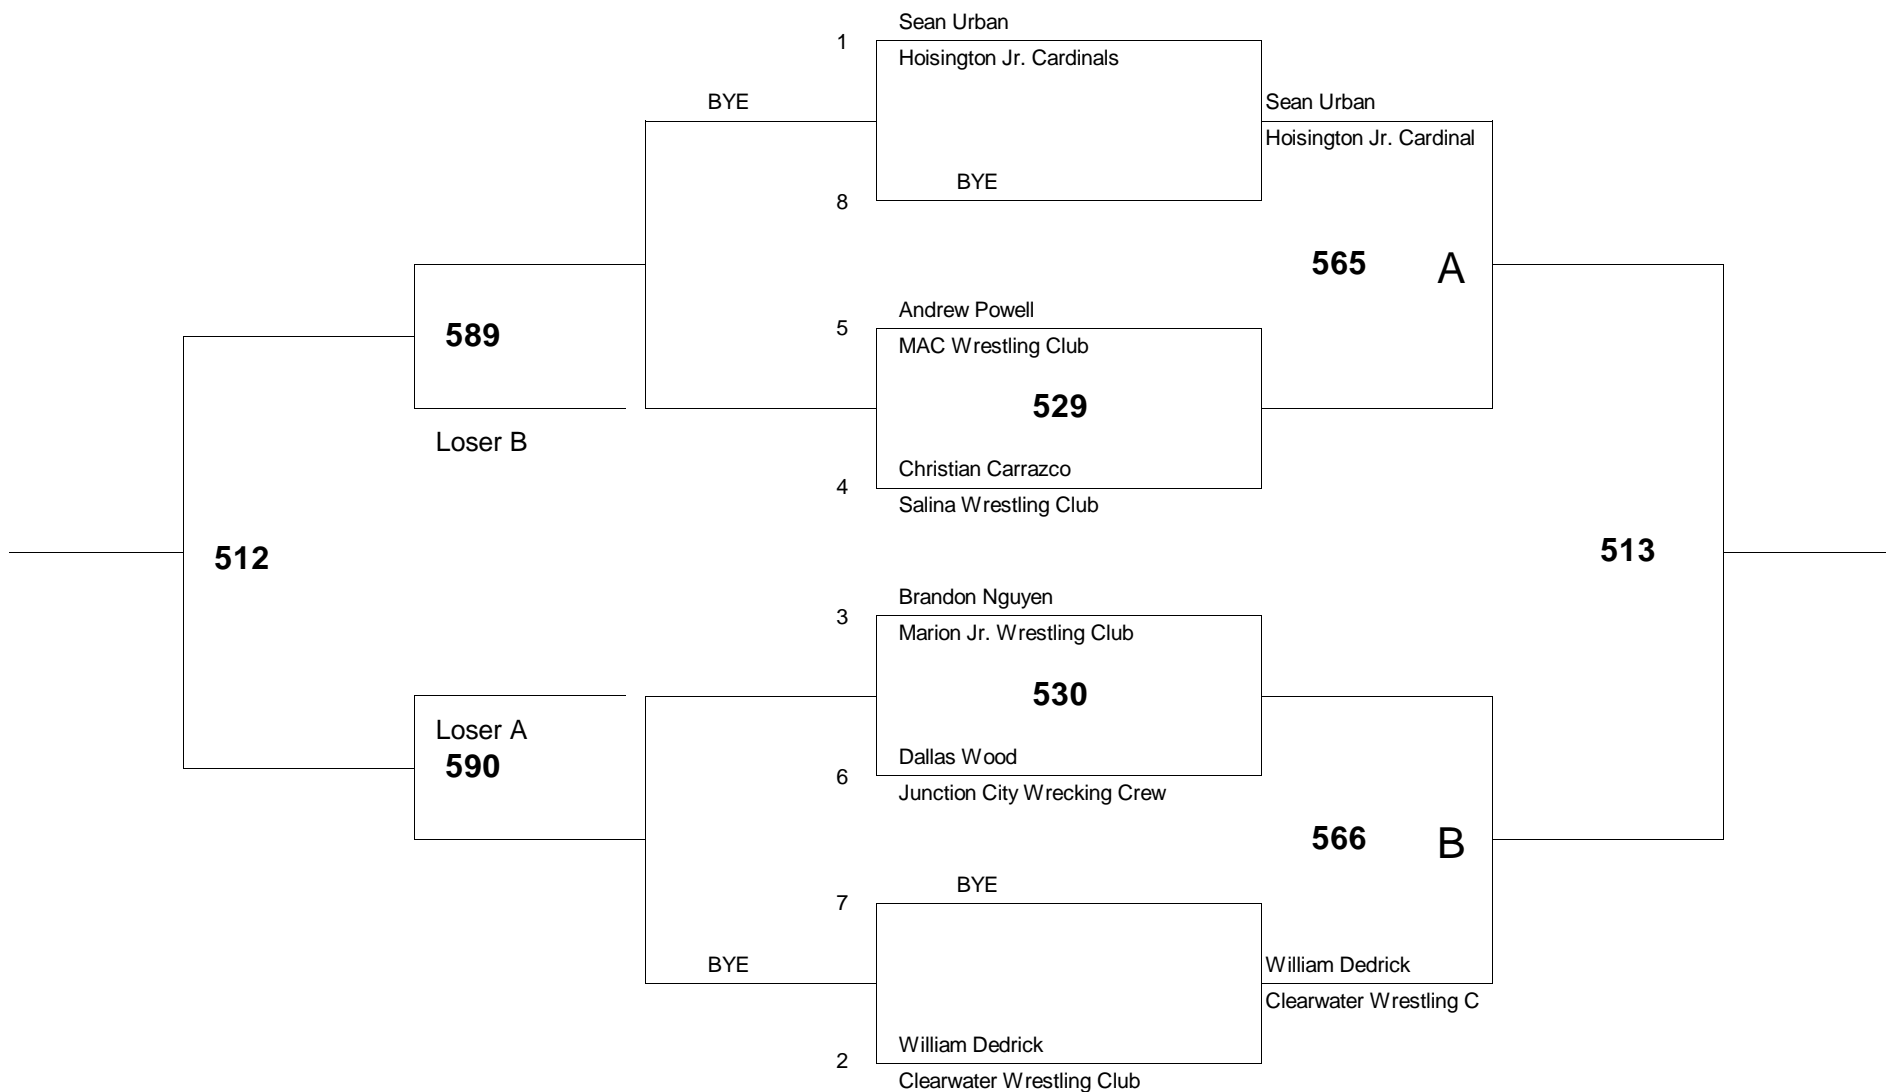 Sean Urban
1
Hoisington Jr. Cardinals
BYE
Sean Urban
Hoisington Jr. Cardinal
BYE
8
565
A
Andrew Powell
5
589
MAC Wrestling Club
529
Loser B
Christian Carrazco
4
Salina Wrestling Club
512
513
Brandon Nguyen
3
Marion Jr. Wrestling Club
530
Loser A
590
Dallas Wood
6
Junction City Wrecking Crew
566
B
BYE
7
BYE
William Dedrick
Clearwater Wrestling C
William Dedrick
2
Clearwater Wrestling Club